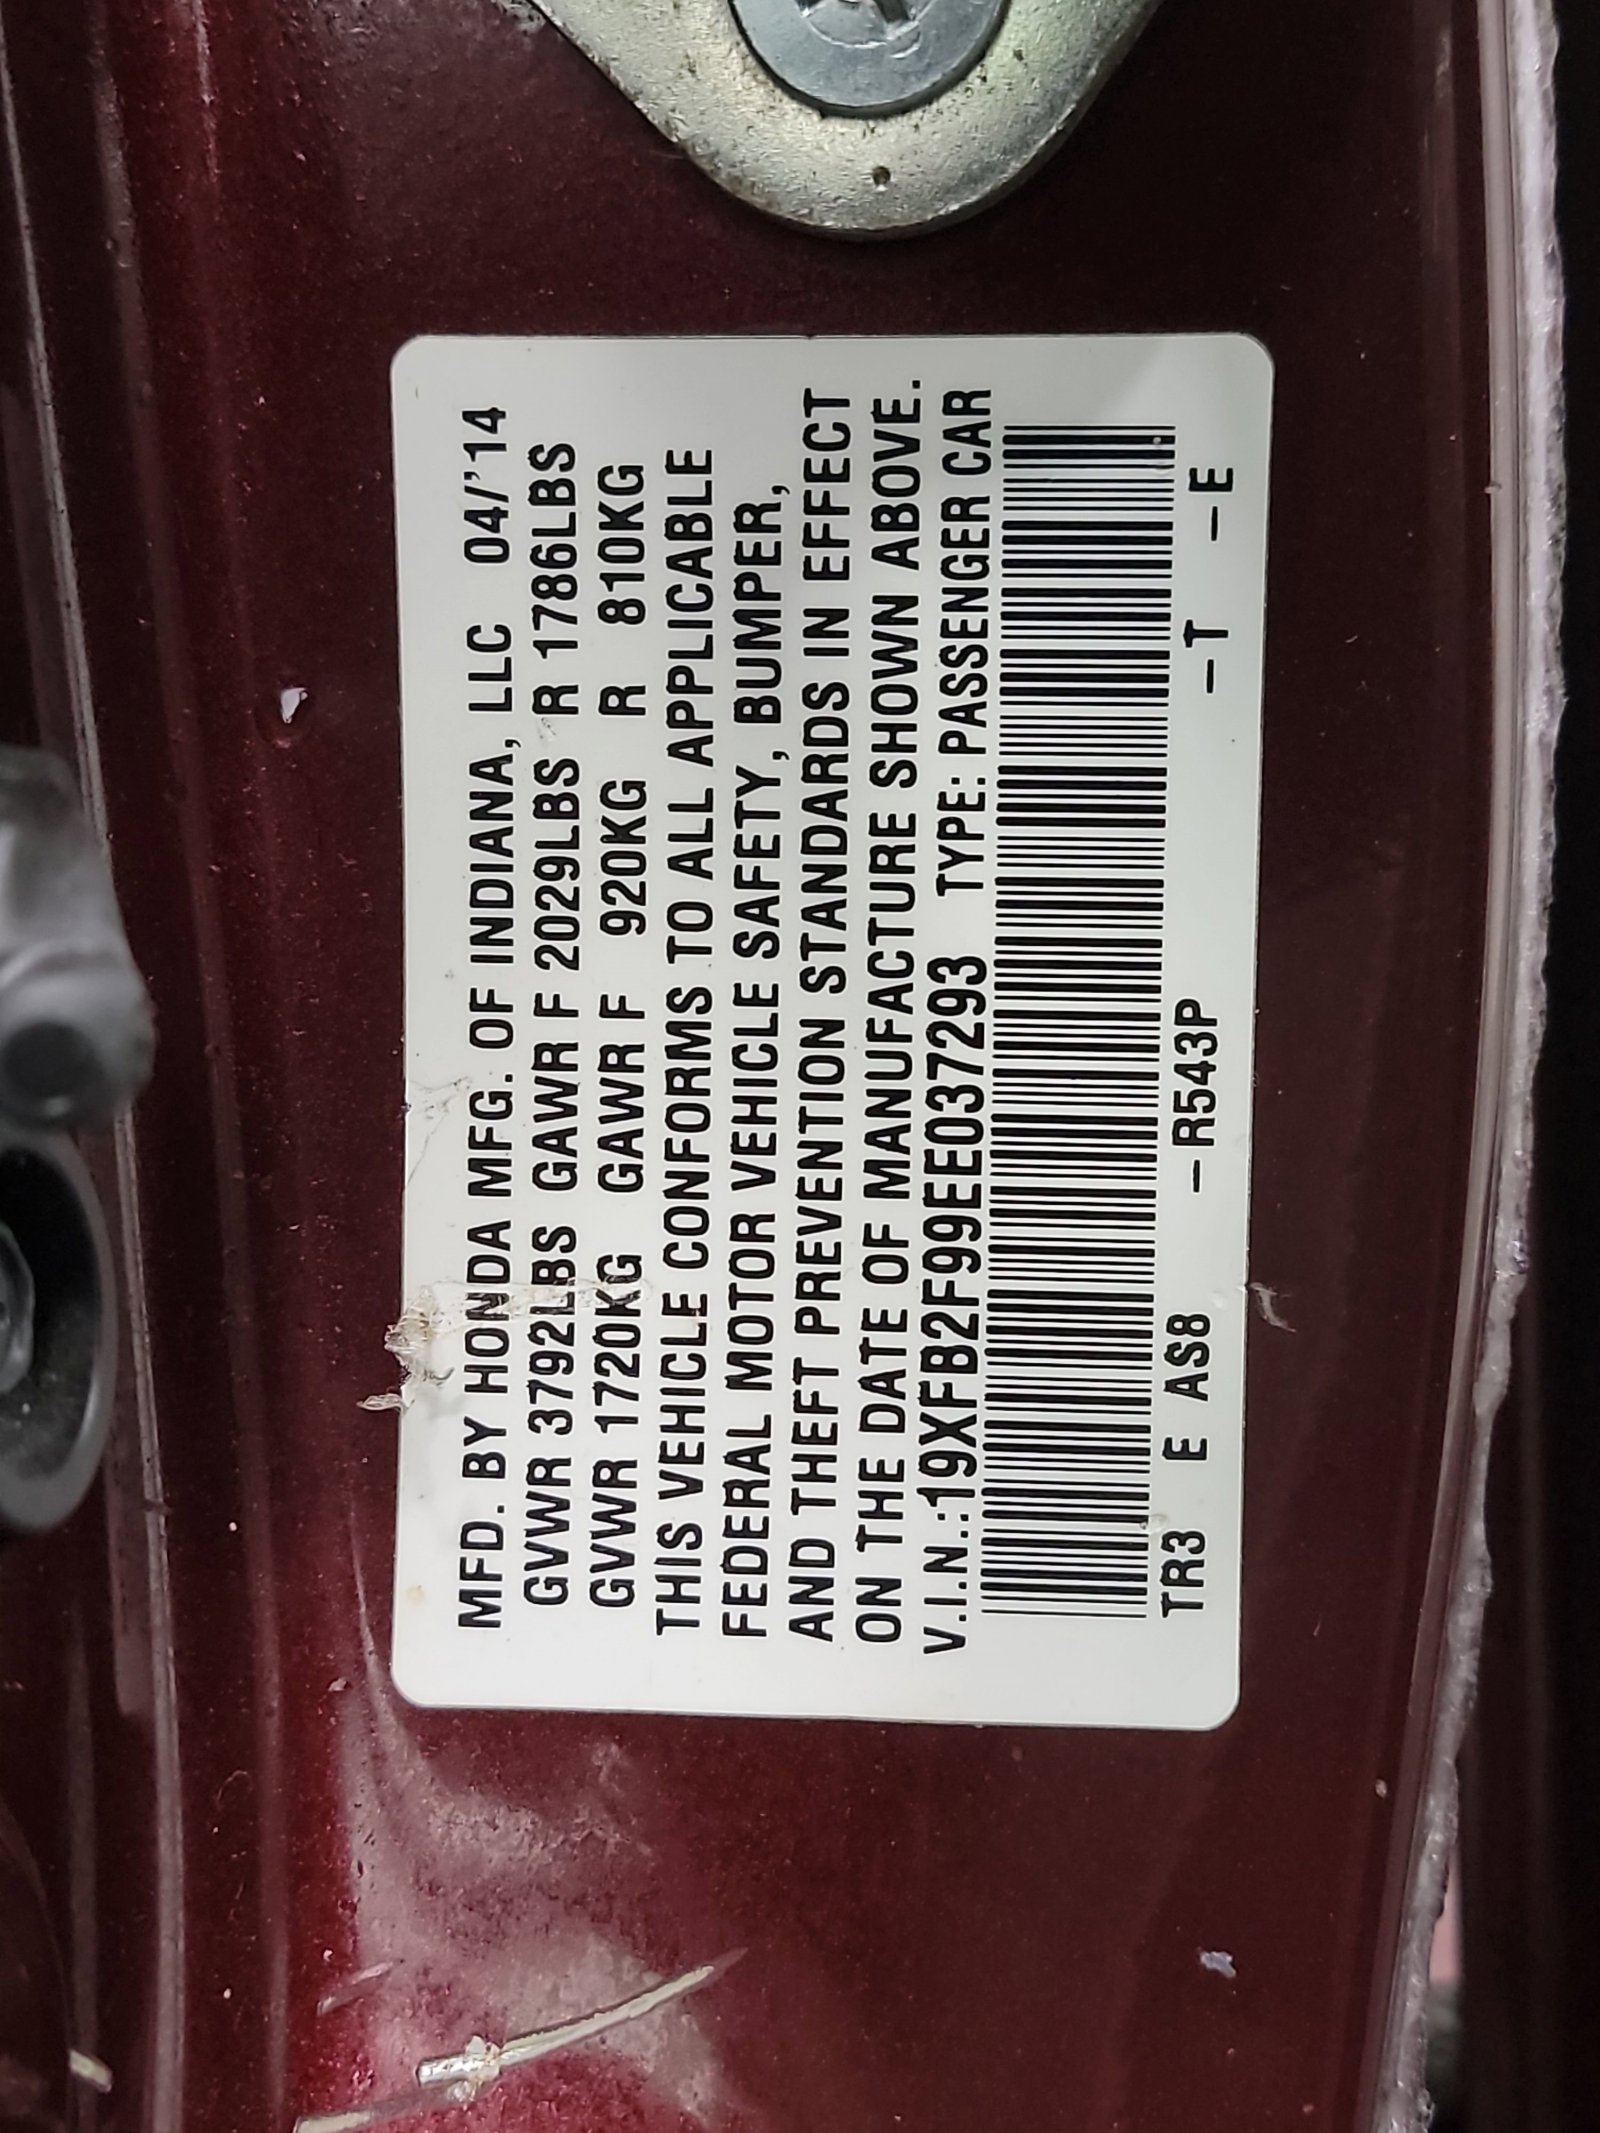 MFD. BY HONDA MFG. OF INDIANA, LLC 04/'14
GVWR 3792LBS GAWR F 2029LBS R 1786LBS
GVWR 1720KG GAWR F 920KG R 810KG
THIS VEHICLE CONFORMS TO ALL APPLICABLE
FEDERAL MOTOR VEHICLE SAFETY, BUMPER,
AND THEFT PREVENTION STANDARDS IN EFFECT
ON THE DATE OF MANUFACTURE SHOWN ABOVE.
V.I.N.:19XFB2F99EE037293 TYPE: PASSENGER CAR
TR3 E AS8 –R543P –T –E